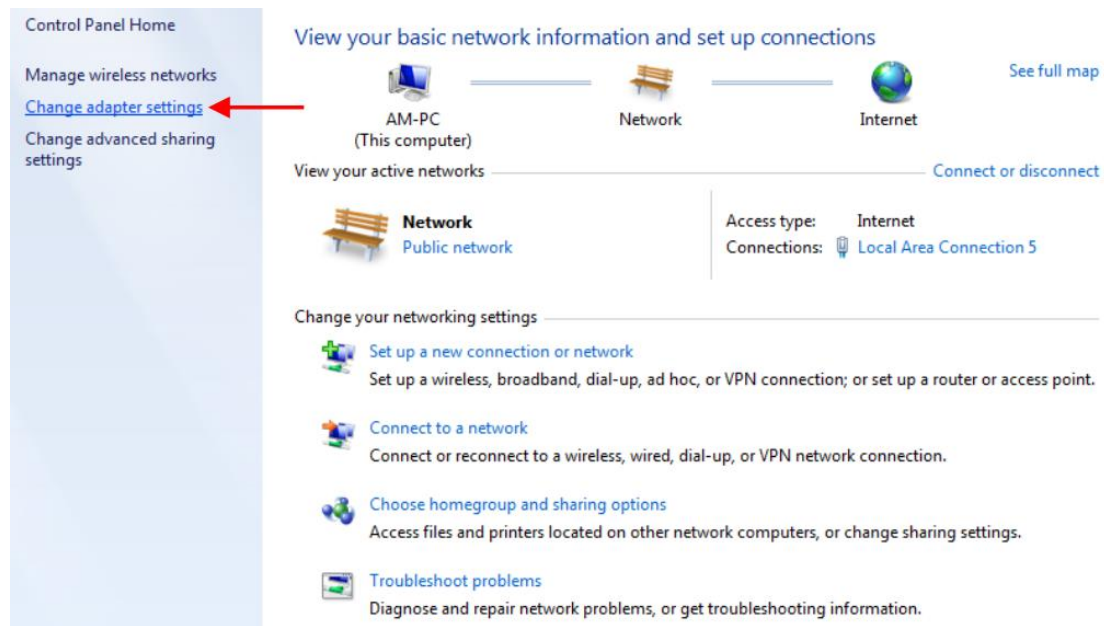 Control Panel Home
Manage wireless networks
Change adapter settings
Change advanced sharing
settings
View your basic network information and set up connections
See full map
AM-PC
(This computer)
Network
Internet
View your active networks
Connect or disconnect
Network
Public network
Access type: Internet
Connections: Local Area Connection 5
Change your networking settings
Set up a new connection or network
Set up a wireless, broadband, dial-up, ad hoc, or VPN connection; or set up a router or access point.
Connect to a network
Connect or reconnect to a wireless, wired, dial-up, or VPN network connection.
Choose homegroup and sharing options
Access files and printers located on other network computers, or change sharing settings.
Troubleshoot problems
Diagnose and repair network problems, or get troubleshooting information.